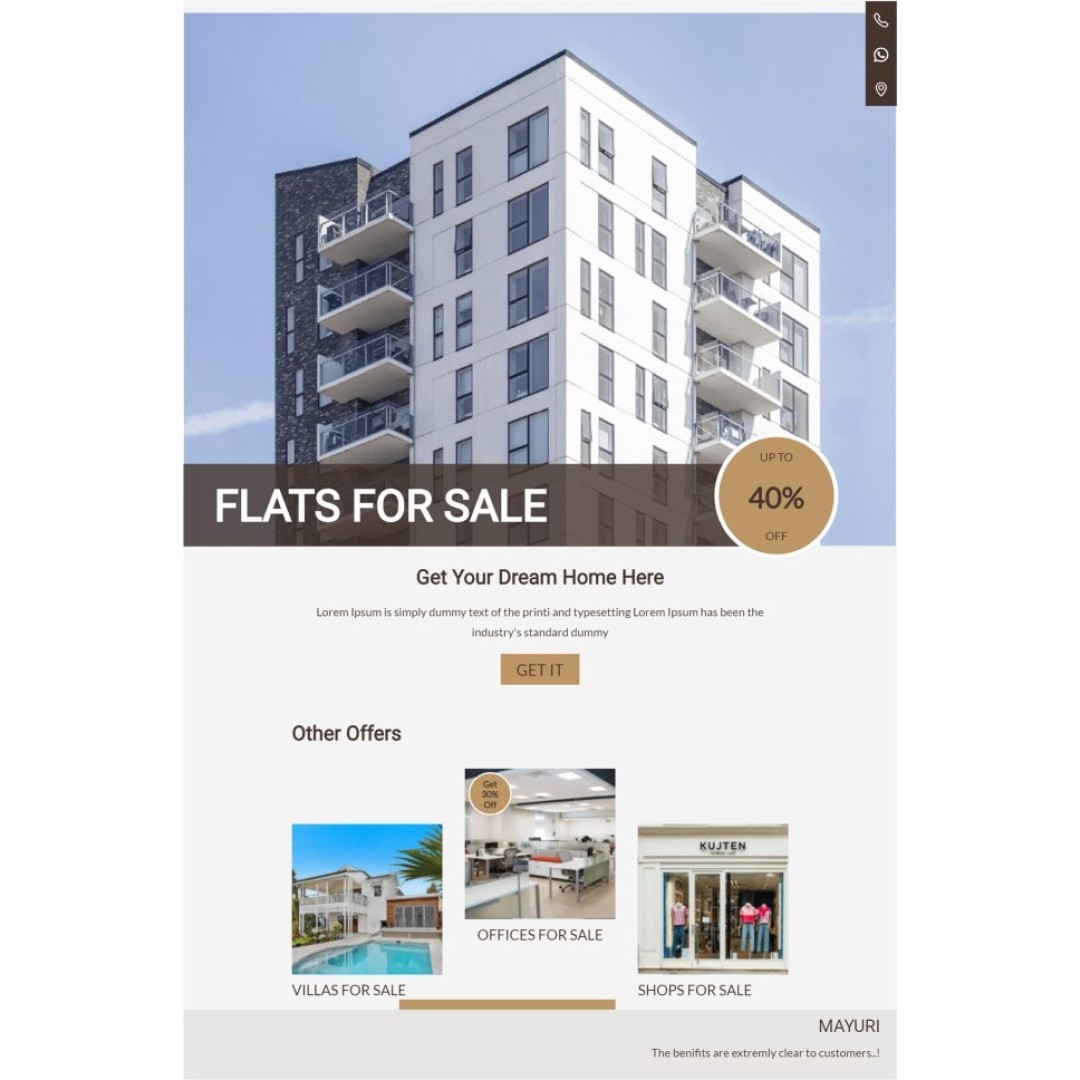 FLATS FOR SALE
UP TO
40%
OFF
Get Your Dream Home Here
Lorem Ipsum is simply dummy text of the printi and typesetting Lorem Ipsum has been the
industry's standard dummy
GET IT
Other Offers
Get
30%
Off
OFFICES FOR SALE
KUJTEN
VILLAS FOR SALE
SHOPS FOR SALE
MAYURI
The benifits are extremly clear to customers..!